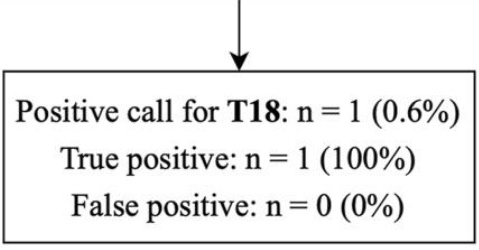 Positive call for T18: n = 1 (0.6%)
True positive: n = 1 (100%)
False positive: n = 0 (0%)